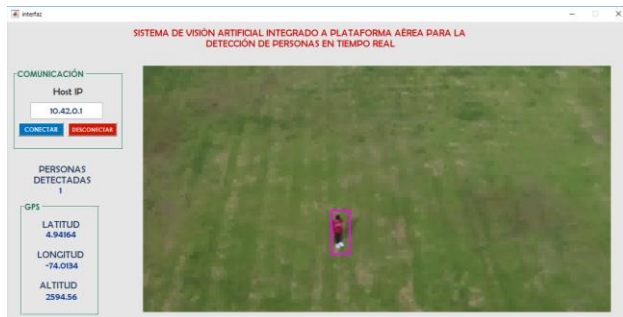 interfaz
SISTEMA DE VISIÓN ARTIFICIAL INTEGRADO A PLATAFORMA AÉREA PARA LA
DETECCIÓN DE PERSONAS EN TIEMPO REAL
COMUNICACIÓN
Host IP
10.42.0.1
CONECTAR DESCONECTAR
PERSONAS
DETECTADAS
1
GPS
LATITUD
4.94164
LONGITUD
-74.0134
ALTITUD
2594.56